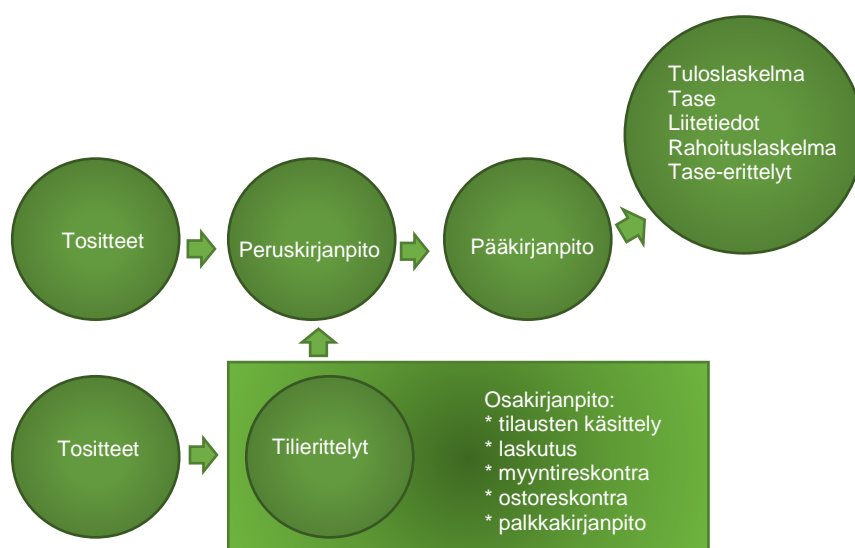 Tuloslaskelma
Tase
Liitetiedot
Rahoituslaskelma
Tase-erittelyt
Tositteet
Peruskirjanpito
Pääkirjanpito
Tositteet
Tilierittelyt
Osakirjanpito:
* tilausten käsittely
* laskutus
* myyntireskontra
* ostoreskontra
* palkkakirjanpito